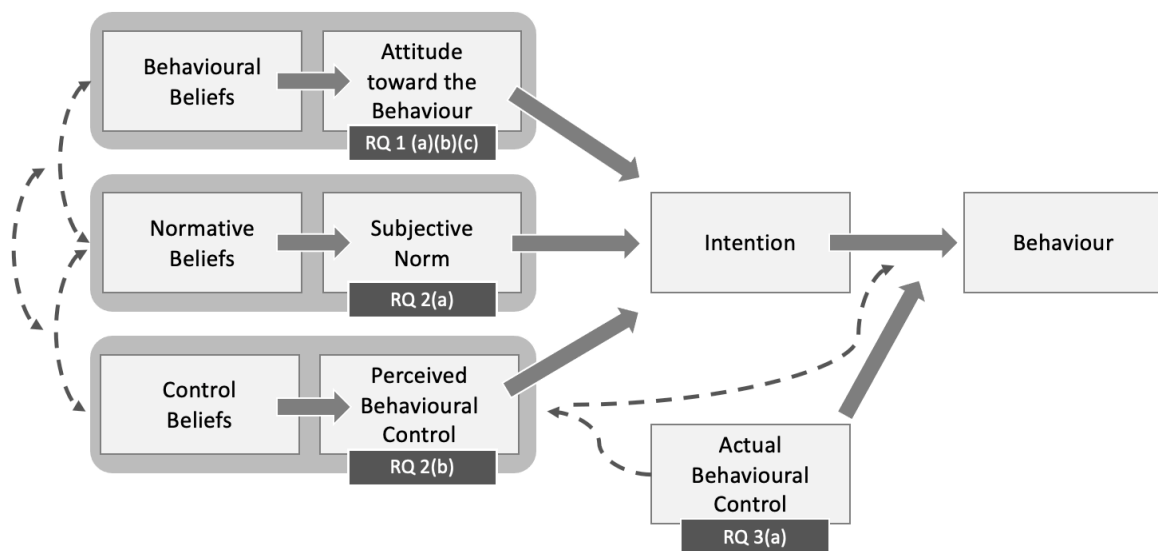 Behavioural
Beliefs
Attitude
toward the
Behaviour
RQ 1 (a)(b)(c)
Normative
Beliefs
Subjective
Norm
RQ 2(a)
Control
Beliefs
Perceived
Behavioural
Control
RQ 2(b)
Intention
Behaviour
Actual
Behavioural
Control
RQ 3(a)